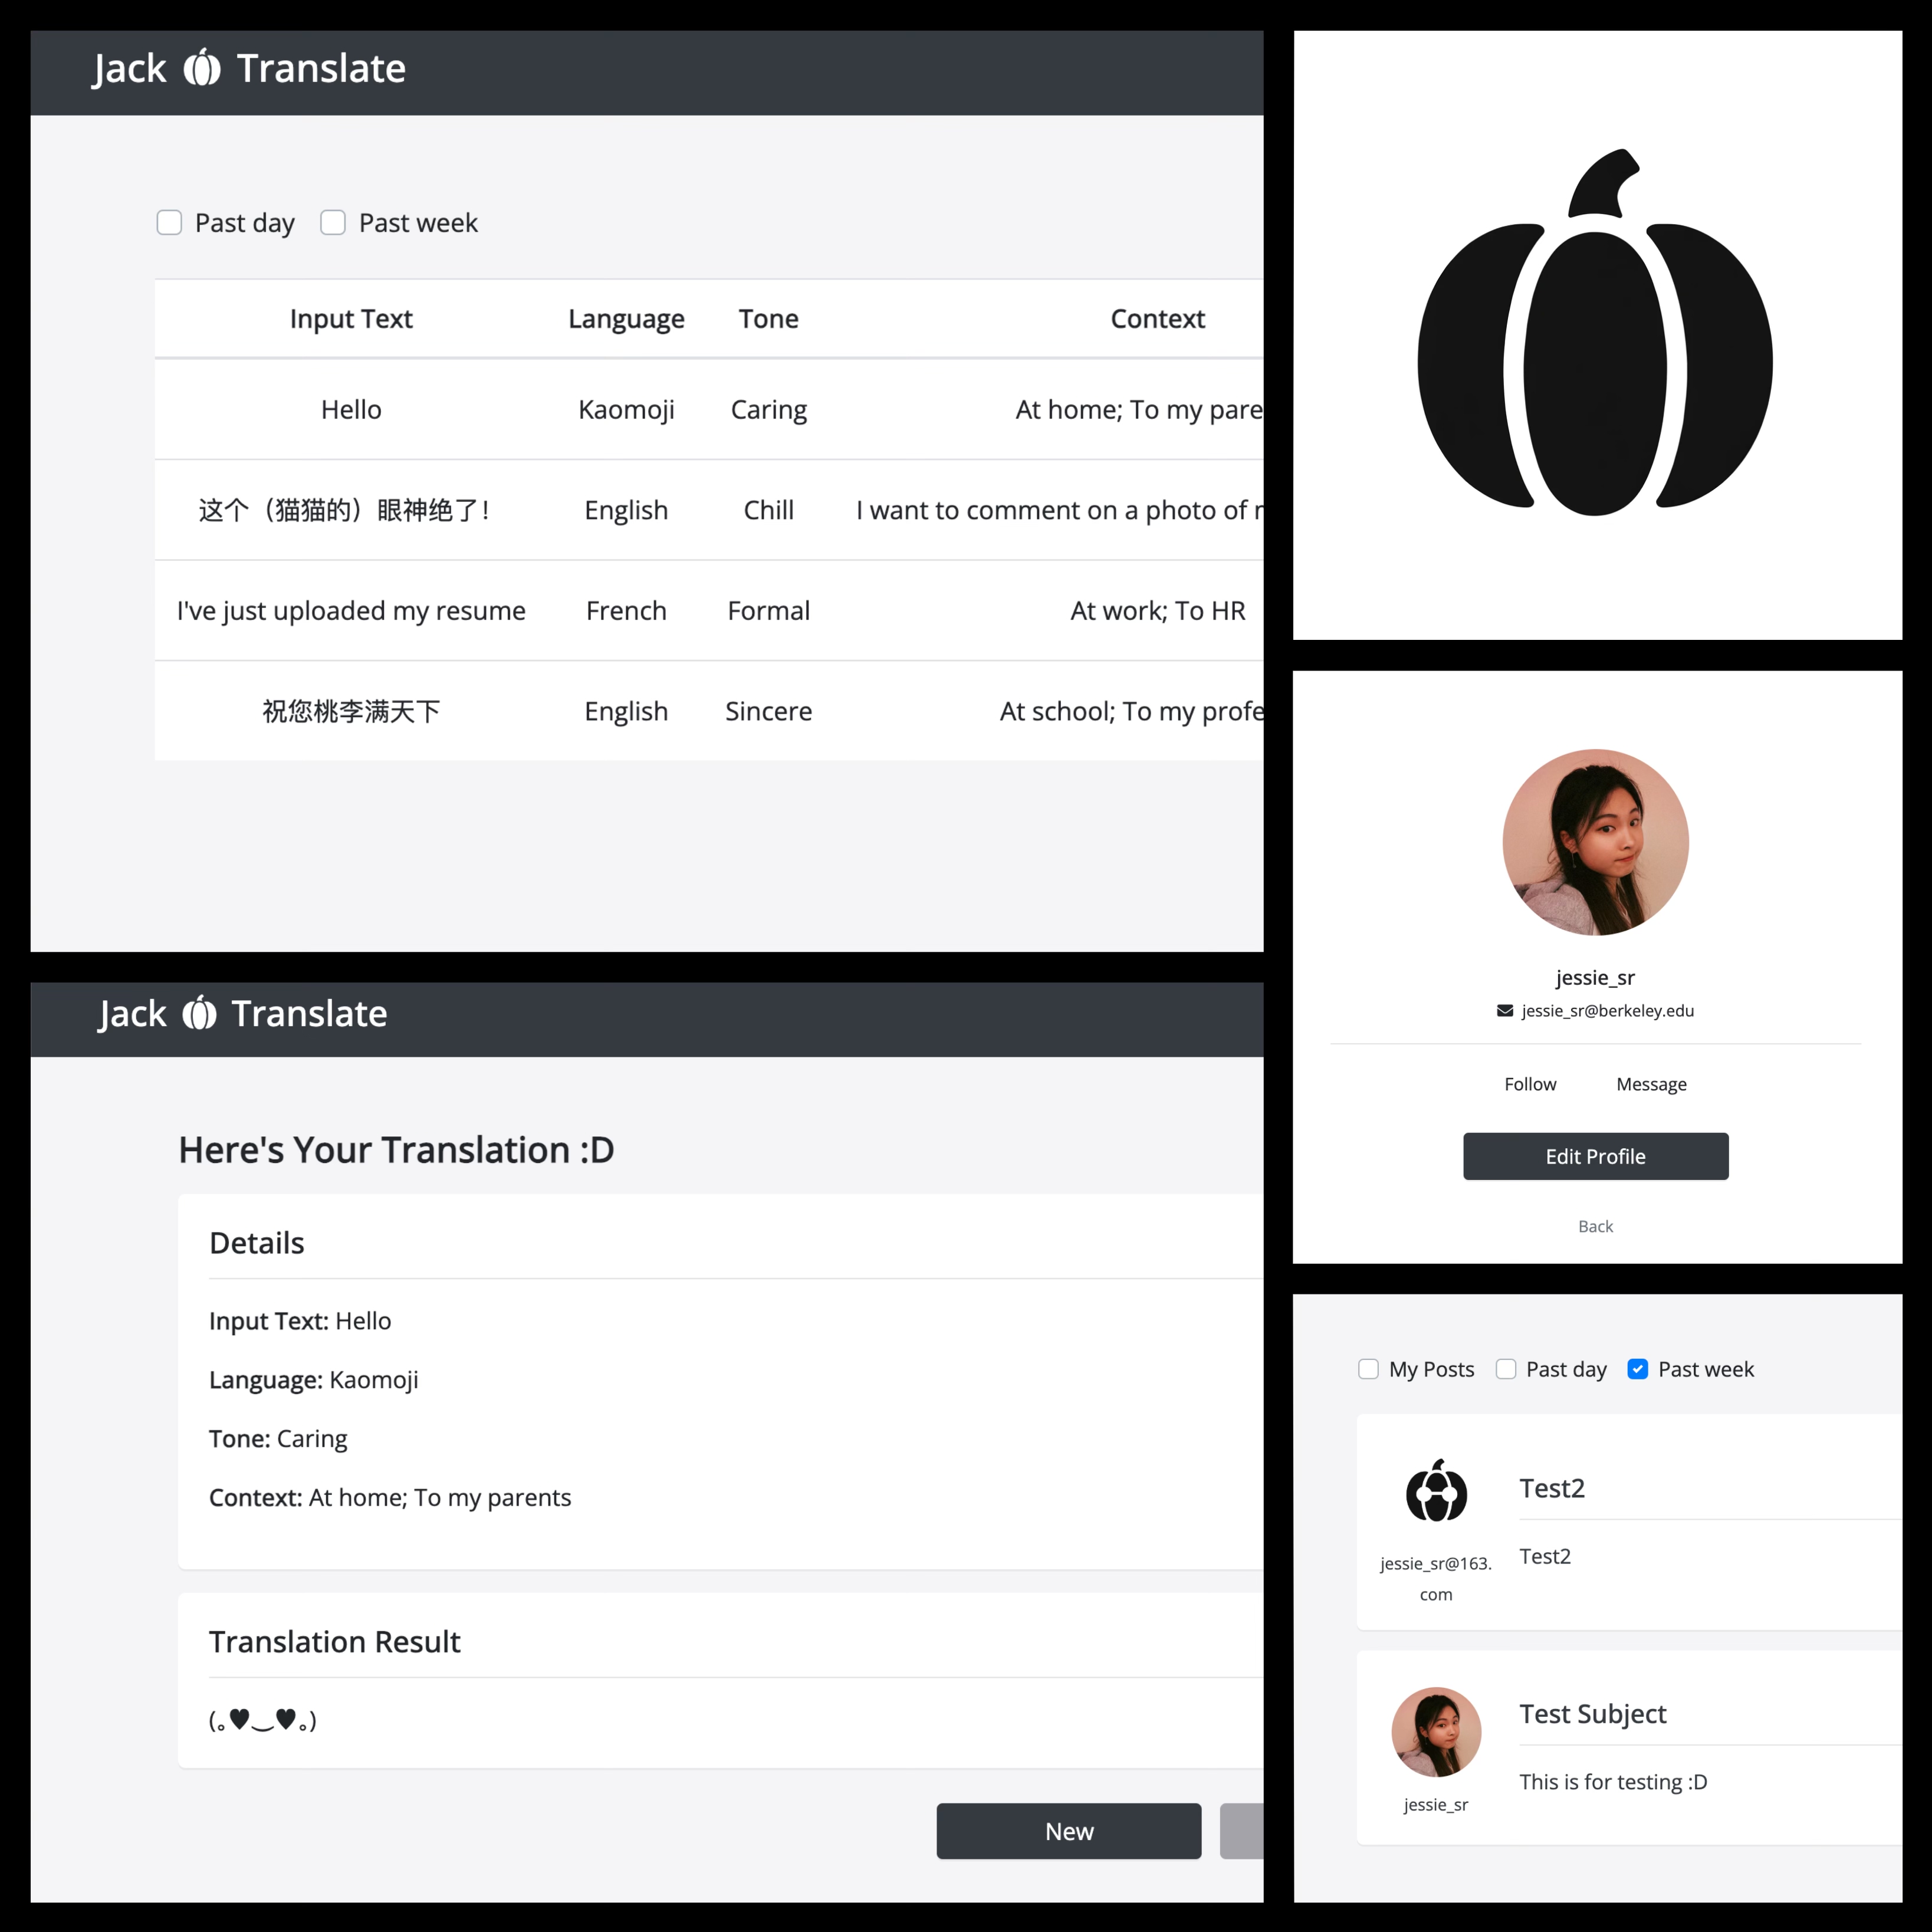 Jack Translate
Past day Past week
Input Text Language Tone Context
Hello Kaomoji Caring At home; To my pare
这个（猫猫的）眼神绝了! English Chill I want to comment on a photo of
I've just uploaded my resume French Formal At work; To HR
祝您桃李满天下 English Sincere At school; To my profe
Jack Translate
Here's Your Translation :D
Details
Input Text: Hello
Language: Kaomoji
Tone: Caring
Context: At home; To my parents
Translation Result
(｡♥‿♥｡)
New
jessie_sr
jessie_sr@berkeley.edu
Follow Message
Edit Profile
Back
My Posts Past day Past week
Test2
Test2
jessie_sr@163.
com
Test Subject
This is for testing :D
jessie_sr